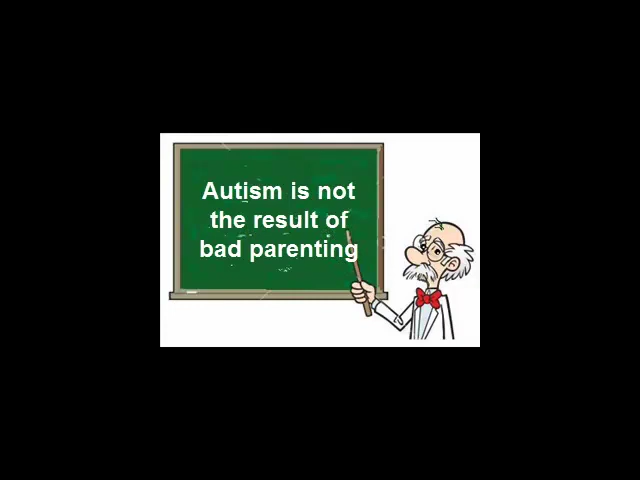 Autism is not
the result of
bad parenting